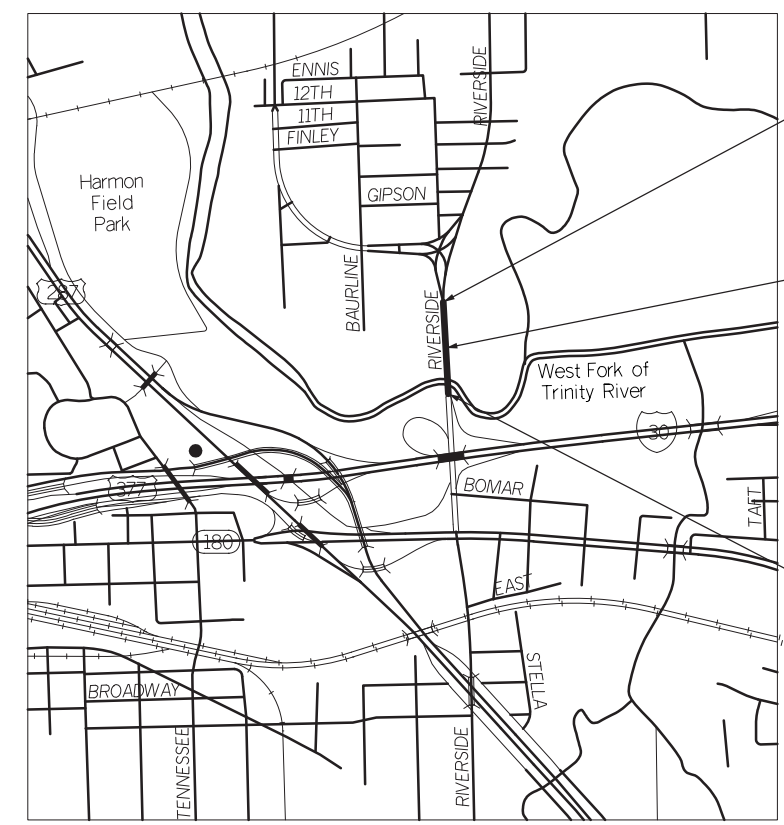 ENNIS
12TH
11TH
FINLEY
RIVERSIDE
Harmon
Field
Park
GIPSON
287
BAURLINE
RIVERSIDE
West Fork of
Trinity River
30
377
BOMAR
TAFT
180
EAST
STELLA
BROADWAY
TENNESSEE
RIVERSIDE